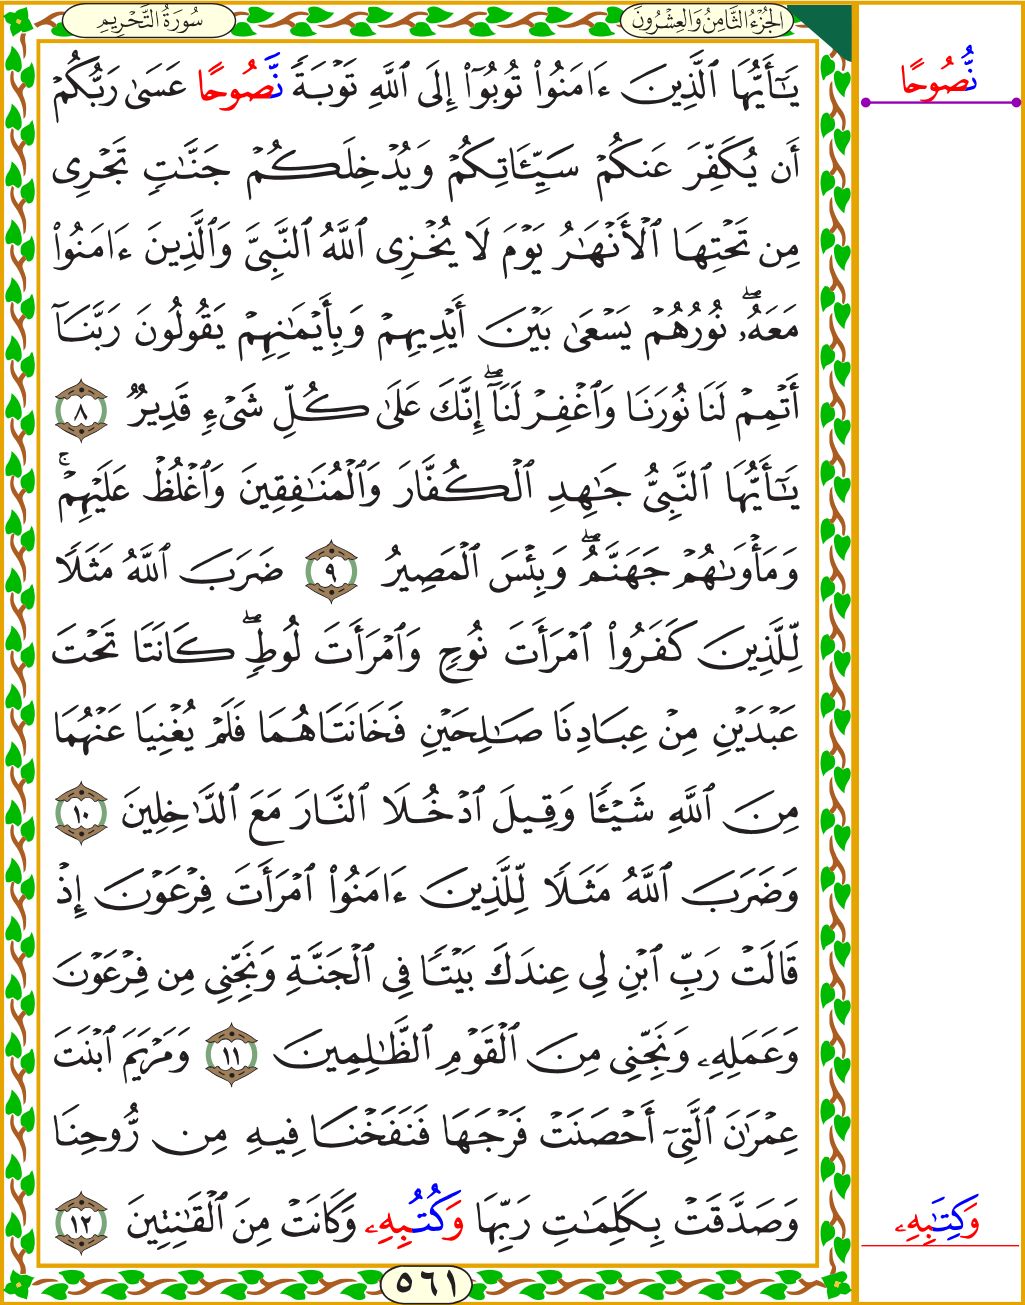 الجُزْءُ الثَّامِنُ وَالعِشْرُونَ
سُورَةُ التَّحْرِيمِ
يَٰٓأَيُّهَا ٱلَّذِينَ ءَامَنُوا۟ تُوبُوٓا۟ إِلَى ٱللَّهِ تَوْبَةً نَّصُوحًا عَسَىٰ رَبُّكُمْ
أَن يُكَفِّرَ عَنكُمْ سَيِّـَٔاتِكُمْ وَيُدْخِلَكُمْ جَنَّٰتٍ تَجْرِى
مِن تَحْتِهَا ٱلْأَنْهَٰرُ يَوْمَ لَا يُخْزِى ٱللَّهُ ٱلنَّبِىَّ وَٱلَّذِينَ ءَامَنُوا۟
مَعَهُۥ ۖ نُورُهُمْ يَسْعَىٰ بَيْنَ أَيْدِيهِمْ وَبِأَيْمَٰنِهِمْ يَقُولُونَ رَبَّنَآ
أَتْمِمْ لَنَا نُورَنَا وَٱغْفِرْ لَنَآ ۖ إِنَّكَ عَلَىٰ كُلِّ شَىْءٍ قَدِيرٌ ٨
يَٰٓأَيُّهَا ٱلنَّبِىُّ جَٰهِدِ ٱلْكُفَّارَ وَٱلْمُنَٰفِقِينَ وَٱغْلُظْ عَلَيْهِمْ ۚ
وَمَأْوَىٰهُمْ جَهَنَّمُ ۖ وَبِئْسَ ٱلْمَصِيرُ ٩ ضَرَبَ ٱللَّهُ مَثَلًا
لِّلَّذِينَ كَفَرُوا۟ ٱمْرَأَتَ نُوحٍ وَٱمْرَأَتَ لُوطٍ ۖ كَانَتَا تَحْتَ
عَبْدَيْنِ مِنْ عِبَادِنَا صَٰلِحَيْنِ فَخَانَتَاهُمَا فَلَمْ يُغْنِيَا عَنْهُمَا
مِنَ ٱللَّهِ شَيْـًٔا وَقِيلَ ٱدْخُلَا ٱلنَّارَ مَعَ ٱلدَّٰخِلِينَ ١٠
وَضَرَبَ ٱللَّهُ مَثَلًا لِّلَّذِينَ ءَامَنُوا۟ ٱمْرَأَتَ فِرْعَوْنَ إِذْ
قَالَتْ رَبِّ ٱبْنِ لِى عِندَكَ بَيْتًا فِى ٱلْجَنَّةِ وَنَجِّنِى مِن فِرْعَوْنَ
وَعَمَلِهِۦ وَنَجِّنِى مِنَ ٱلْقَوْمِ ٱلظَّٰلِمِينَ ١١ وَمَرْيَمَ ٱبْنَتَ
عِمْرَٰنَ ٱلَّتِىٓ أَحْصَنَتْ فَرْجَهَا فَنَفَخْنَا فِيهِ مِن رُّوحِنَا
وَصَدَّقَتْ بِكَلِمَٰتِ رَبِّهَا وَكُتُبِهِۦ وَكَانَتْ مِنَ ٱلْقَٰنِتِينَ ١٢
٥٦١
نُّصُوحًا
وَكِتَٰبِهِۦ